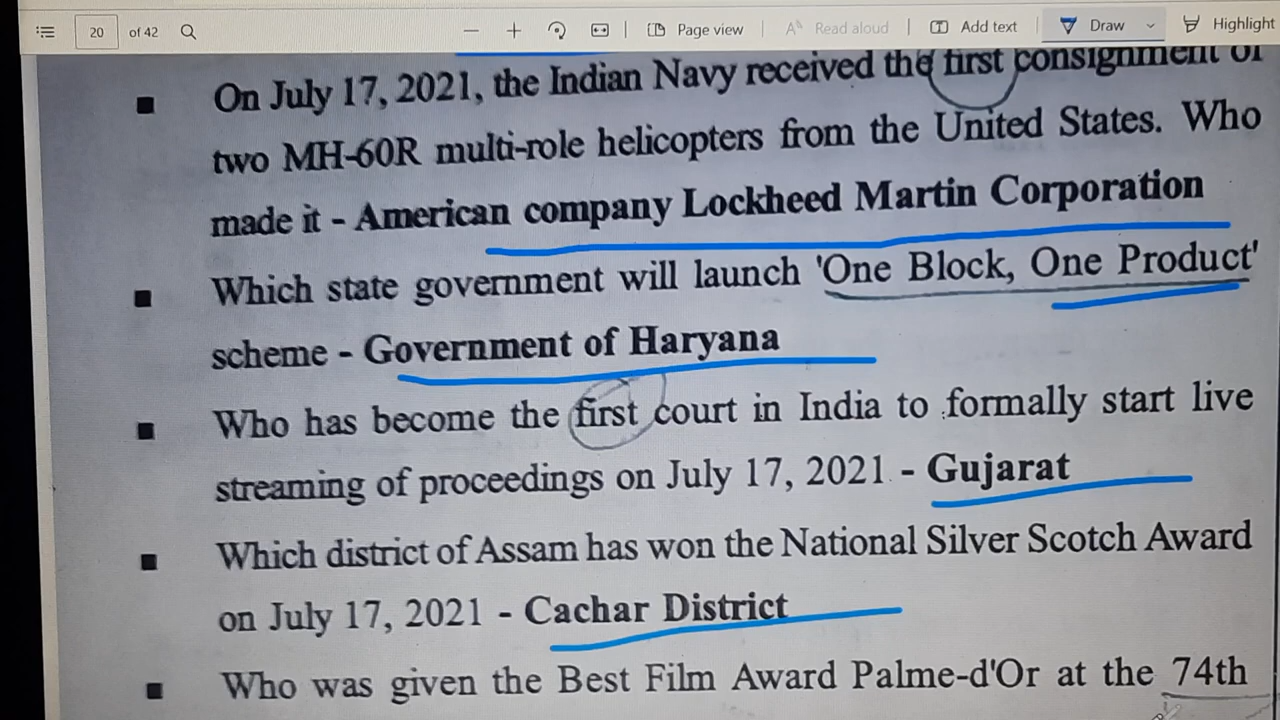 20 of 42 Page view Read aloud Add text Draw Highlight
On July 17, 2021, the Indian Navy received the first consignment of
two MH-60R multi-role helicopters from the United States. Who
made it - American company Lockheed Martin Corporation
Which state government will launch 'One Block, One Product'
scheme - Government of Haryana
Who has become the first court in India to formally start live
streaming of proceedings on July 17, 2021 - Gujarat
Which district of Assam has won the National Silver Scotch Award
on July 17, 2021 - Cachar District
Who was given the Best Film Award Palme-d'Or at the 74th